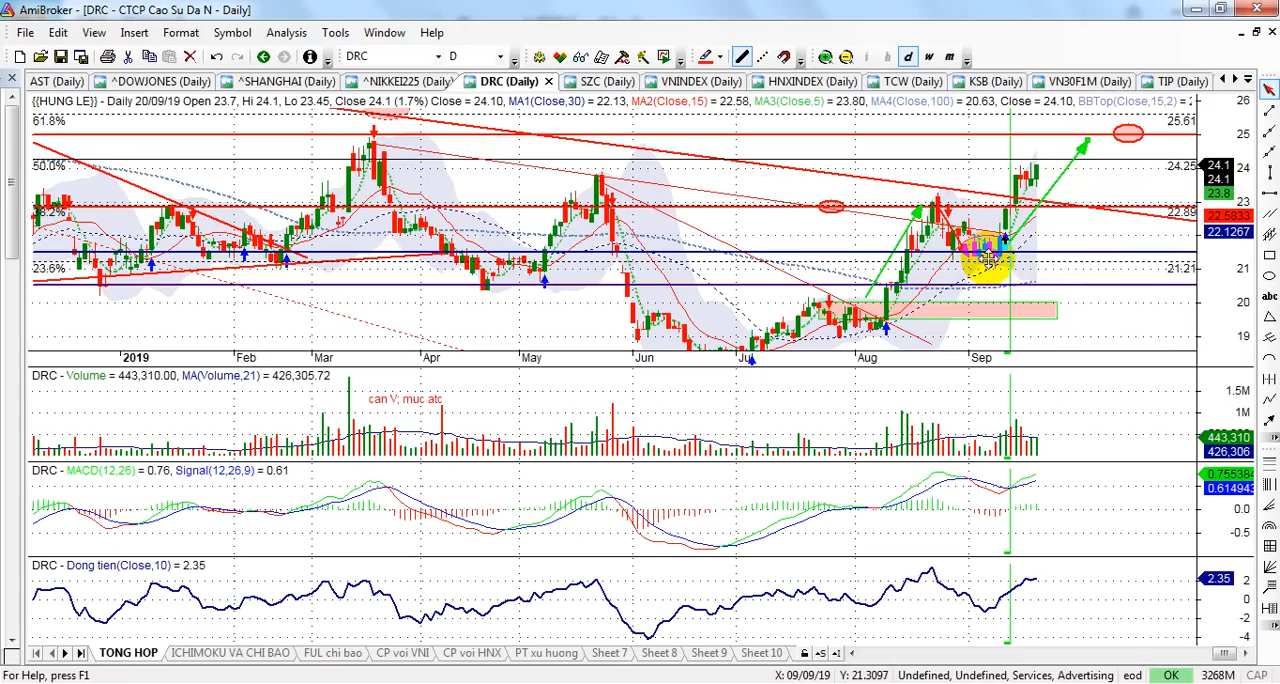 AmiBroker - [DRC - CTCP Cao Su Da N - Daily]
File Edit View Insert Format Symbol Analysis Tools Window Help
DRC D i h d w m
AST (Daily) ^DOWJONES (Daily) ^SHANGHAI (Daily) ^NIKKEI225 (Daily) DRC (Daily) SZC (Daily) VNINDEX (Daily) HNXINDEX (Daily) TCW (Daily) KSB (Daily) VN30F1M (Daily) TIP (Daily)
{{HUNG LE}} - Daily 20/09/19 Open 23.7, Hi 24.1, Lo 23.45, Close 24.1 (1.7%) Close = 24.10, MA1(Close,30) = 22.13, MA2(Close,15) = 22.58, MA3(Close,5) = 23.80, MA4(Close,100) = 20.63, Close = 24.10, BBTop(Close,15,2) =
26
61.8% 25.61
25
50.0% 24.25 24.1
24
24.1
23.8
23
38.2% 22.89 22.5833
22.1267
22
23.6% 21.21
21
20
19
2019 Feb Mar Apr May Jun Jul Aug Sep
DRC - Volume = 443,310.00, MA(Volume,21) = 426,305.72
can V; muc atc
1.5M
1M
443,310
426,306
DRC - MACD(12,26) = 0.76, Signal(12,26,9) = 0.61
0.755384
0.614943
0.0
-0.5
DRC - Dong tien(Close,10) = 2.35
2.35
2
0
-2
-4
TONG HOP ICHIMOKU VA CHI BAO FUL chi bao CP voi VNI CP voi HNX PT xu huong Sheet 7 Sheet 8 Sheet 9 Sheet 10
For Help, press F1 X: 09/09/19 Y: 21.3097 Undefined, Undefined, Services, Advertising eod OK 3268M CAP
abc